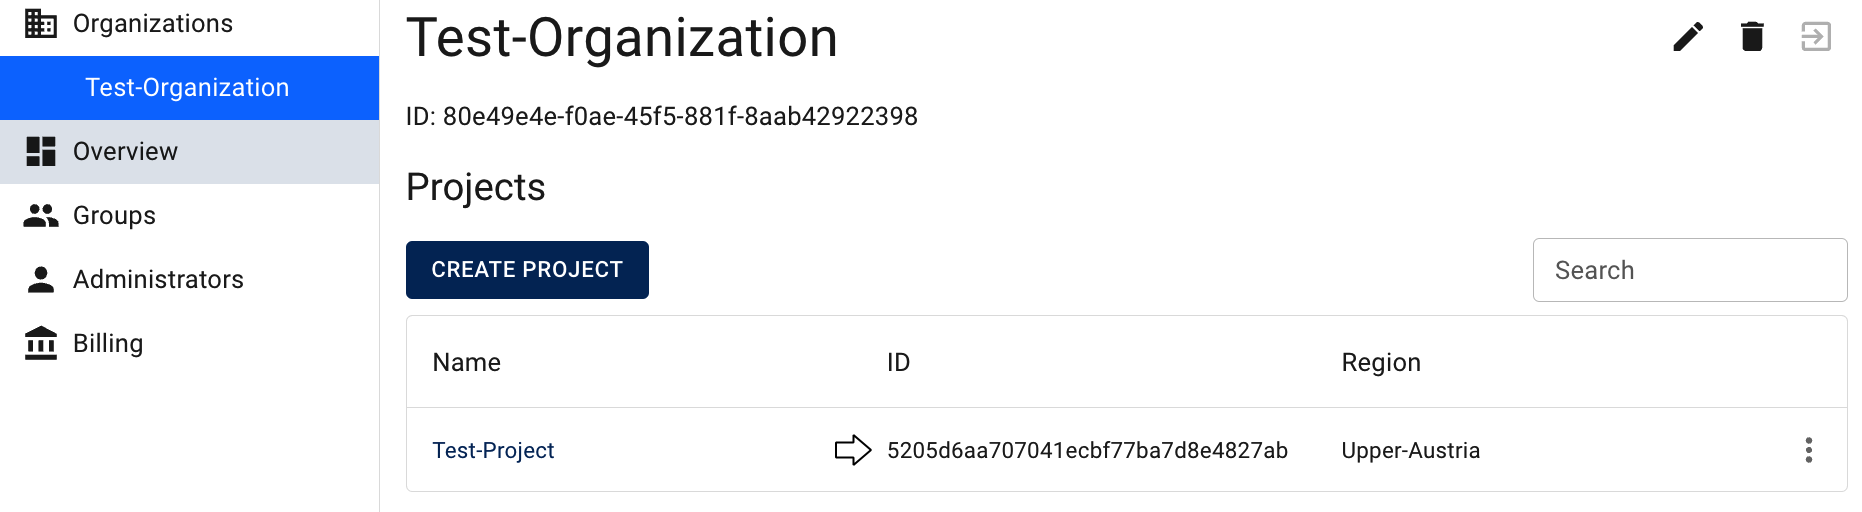 Organizations
Test-Organization
Overview
Groups
Administrators
Billing
Test-Organization
ID: 80e49e4e-f0ae-45f5-881f-8aab42922398
Projects
CREATE PROJECT
Search
Name ID Region
Test-Project 5205d6aa707041ecbf77ba7d8e4827ab Upper-Austria